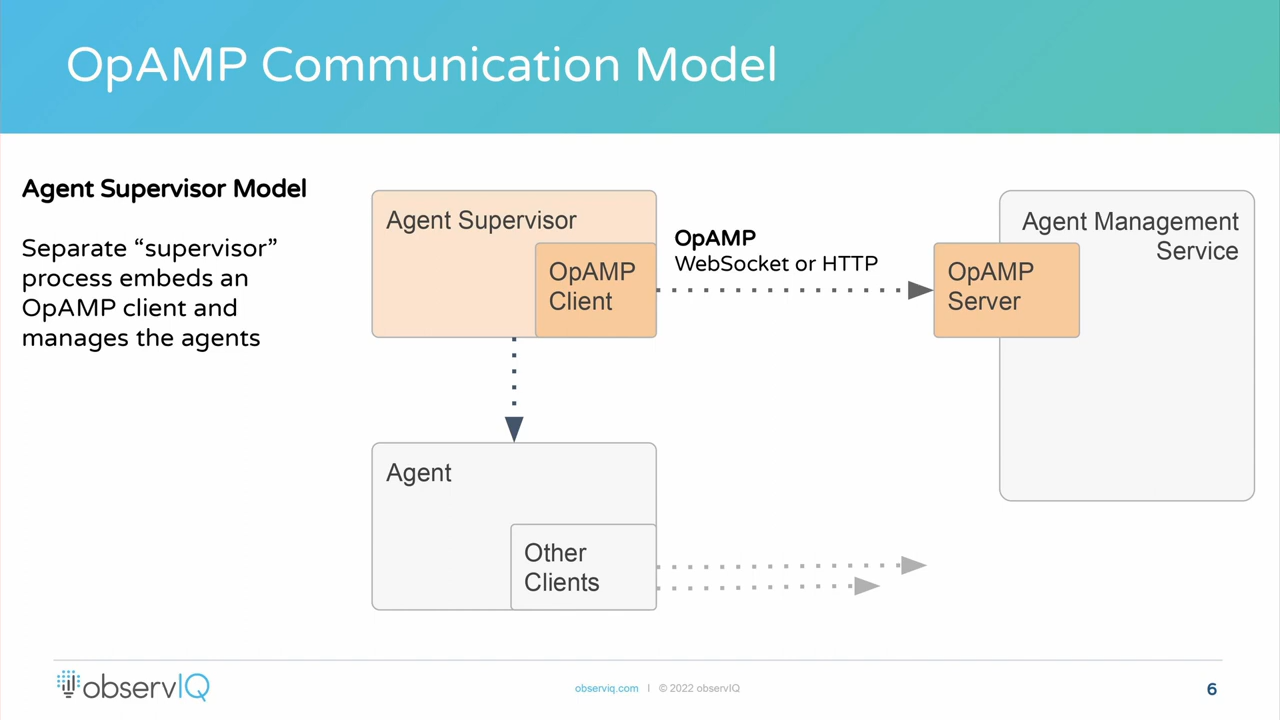 OpAMP Communication Model
Agent Supervisor Model
Separate “supervisor”
process embeds an
OpAMP client and
manages the agents
Agent Supervisor
OpAMP
Client
OpAMP
WebSocket or HTTP
Agent Management
Service
OpAMP
Server
Agent
Other
Clients
observIQ
observiq.com | © 2022 observIQ
6